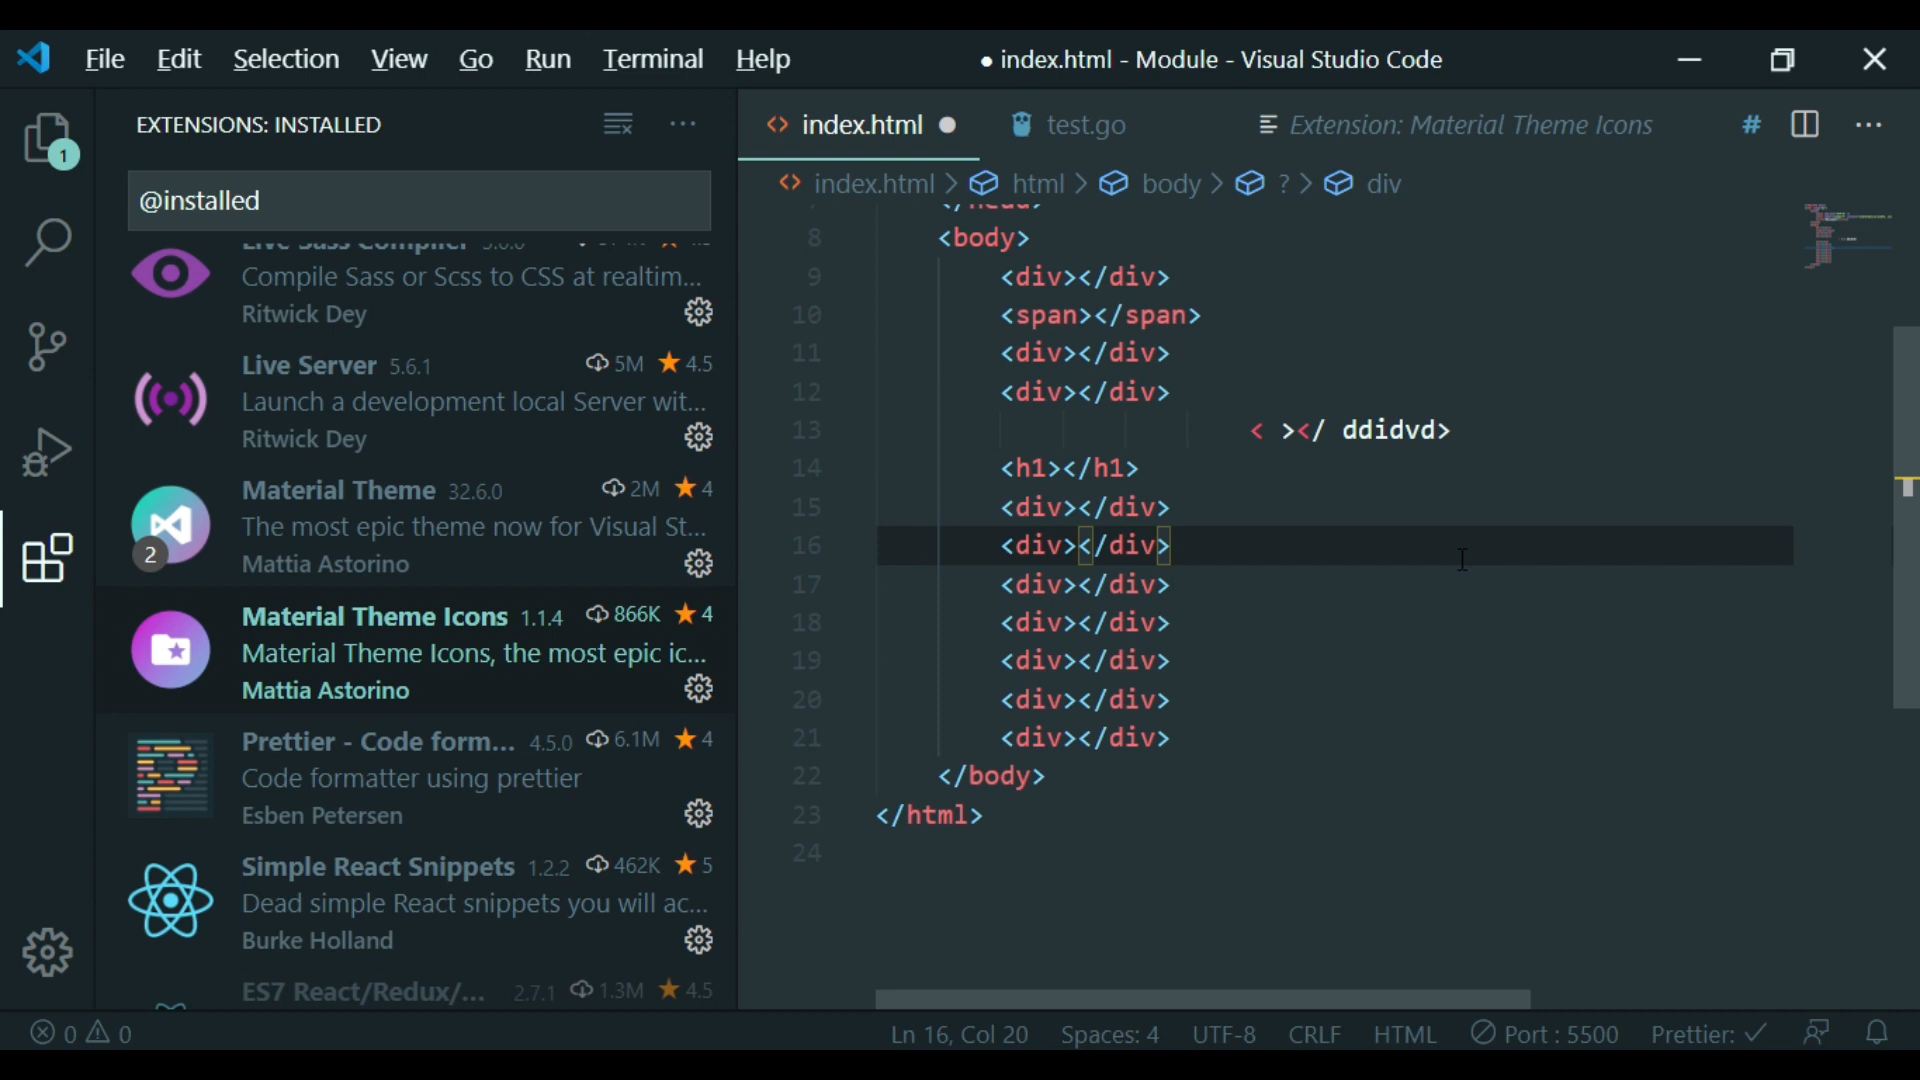 File Edit Selection View Go Run Terminal Help ● index.html - Module - Visual Studio Code
EXTENSIONS: INSTALLED
@installed
Live Sass Compiler
Compile Sass or Scss to CSS at realtim...
Ritwick Dey
Live Server 5.6.1 5M ★ 4.5
Launch a development local Server wit...
Ritwick Dey
Material Theme 32.6.0 2M ★ 4
The most epic theme now for Visual St...
Mattia Astorino
2
Material Theme Icons 1.1.4 866K ★ 4
Material Theme Icons, the most epic ic...
Mattia Astorino
Prettier - Code form... 4.5.0 6.1M ★ 4
Code formatter using prettier
Esben Petersen
Simple React Snippets 1.2.2 462K ★ 5
Dead simple React snippets you will ac...
Burke Holland
ES7 React/Redux/... 2.7.1 1.3M ★ 4.5
1
<> index.html ● test.go Extension: Material Theme Icons #
<> index.html > html > body > ? > div
</head>
8 <body>
9 <div></div>
10 <span></span>
11 <div></div>
12 <div></div>
13 < ></ ddidvd>
14 <h1></h1>
15 <div></div>
16 <div></div>
17 <div></div>
18 <div></div>
19 <div></div>
20 <div></div>
21 <div></div>
22 </body>
23 </html>
24
0 0 Ln 16, Col 20 Spaces: 4 UTF-8 CRLF HTML Port : 5500 Prettier: ✓